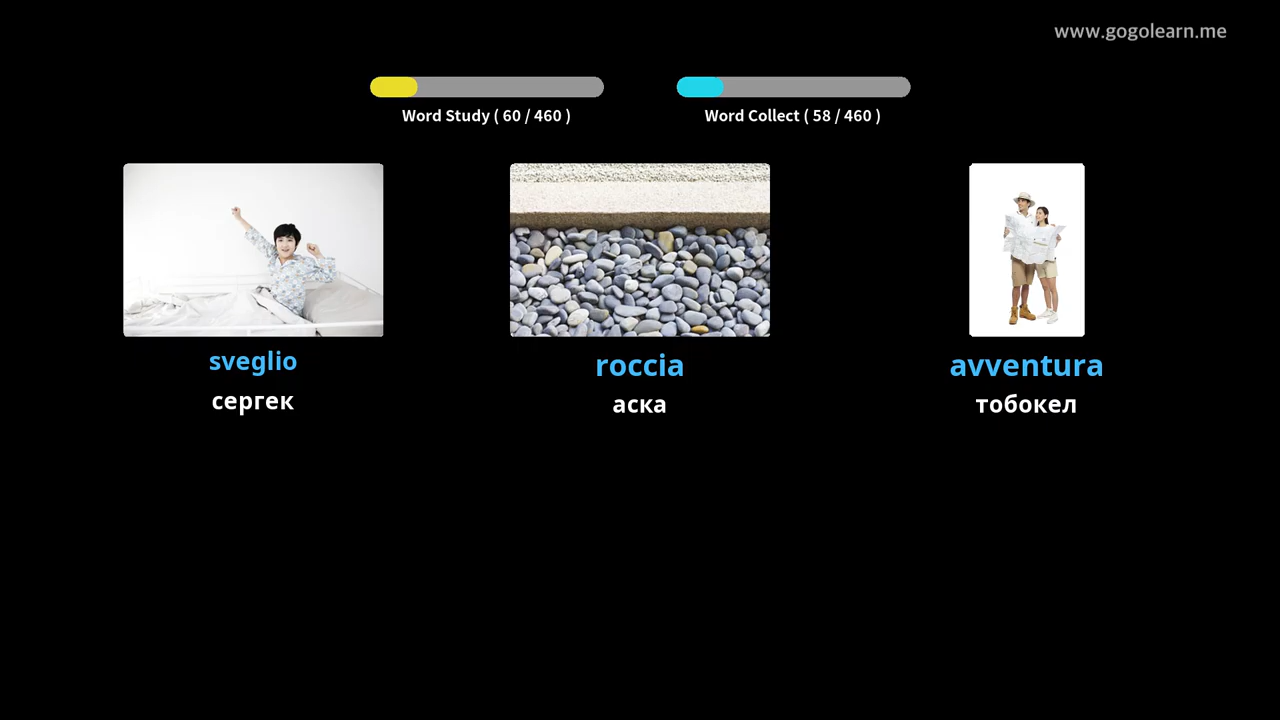 www.gogolearn.me
Word Study ( 60 / 460 )
Word Collect ( 58 / 460 )
sveglio
сергек
roccia
аска
avventura
тобокел